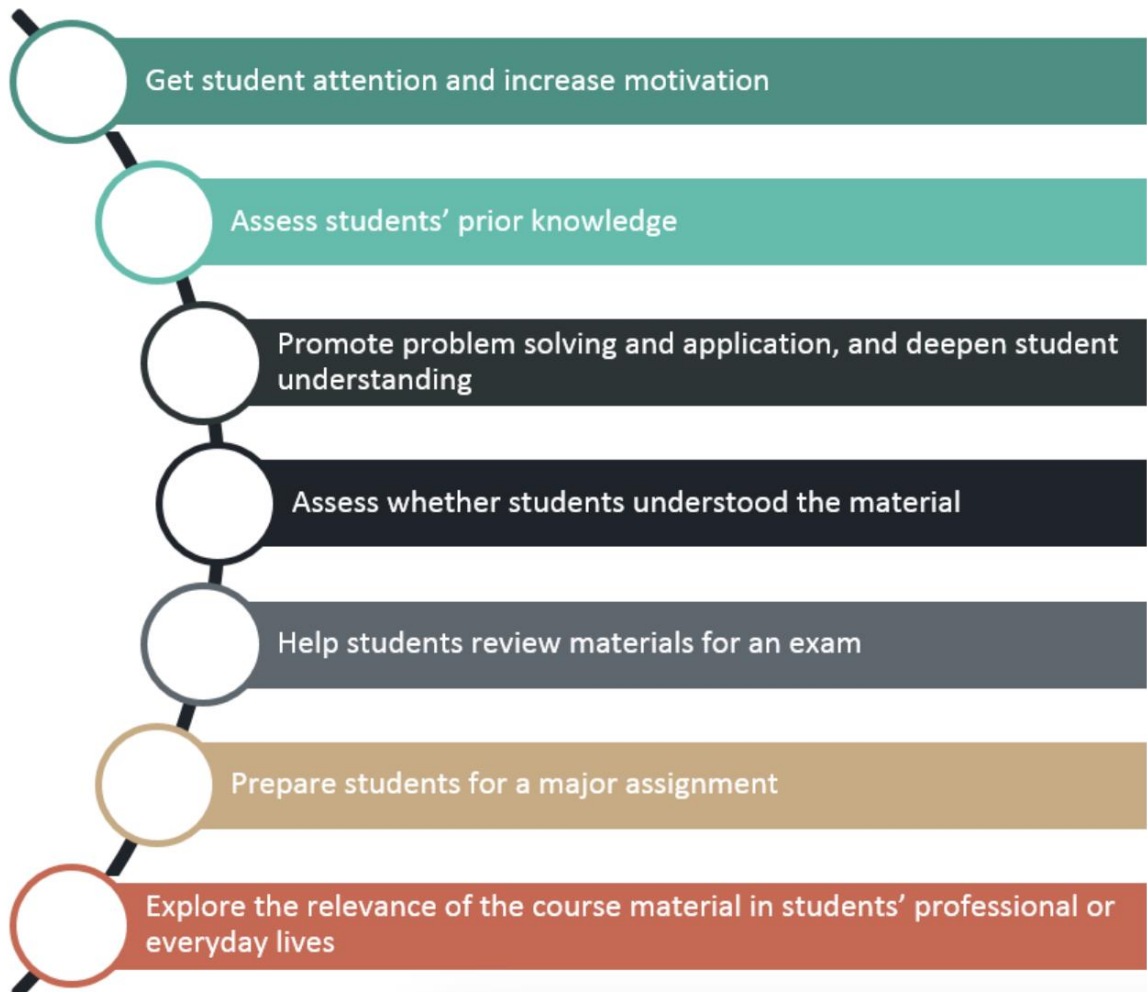 Get student attention and increase motivation
Assess students’ prior knowledge
Promote problem solving and application, and deepen student
understanding
Assess whether students understood the material
Help students review materials for an exam
Prepare students for a major assignment
Explore the relevance of the course material in students’ professional or
everyday lives